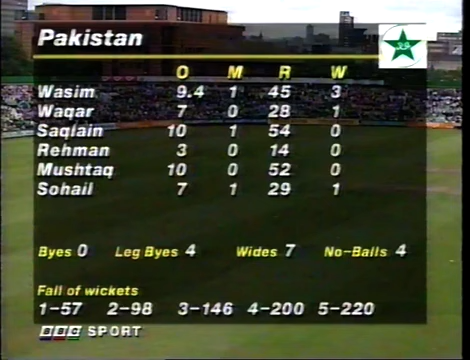 Pakistan
O M R W
Wasim 9.4 1 45 3
Waqar 7 0 28 1
Saqlain 10 1 54 0
Rehman 3 0 14 0
Mushtaq 10 0 52 0
Sohail 7 1 29 1
Byes 0 Leg Byes 4 Wides 7 No-Balls 4
Fall of wickets
1-57 2-98 3-146 4-200 5-220
BBC SPORT